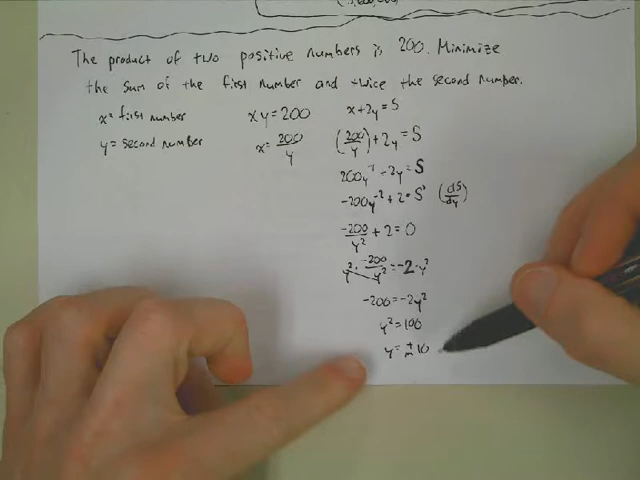 The product of two positive numbers is 200. Minimize
the sum of the first number and twice the second number.
x = first number
y = second number
xy = 200
x = 200/y
x + 2y = S
(200/y) + 2y = S
200y⁻¹ + 2y = S
-200y⁻² + 2 = S' (dS/dy)
-200/y² + 2 = 0
y² · -200/y² = -2 · y²
-200 = -2y²
y² = 100
y = ± 10